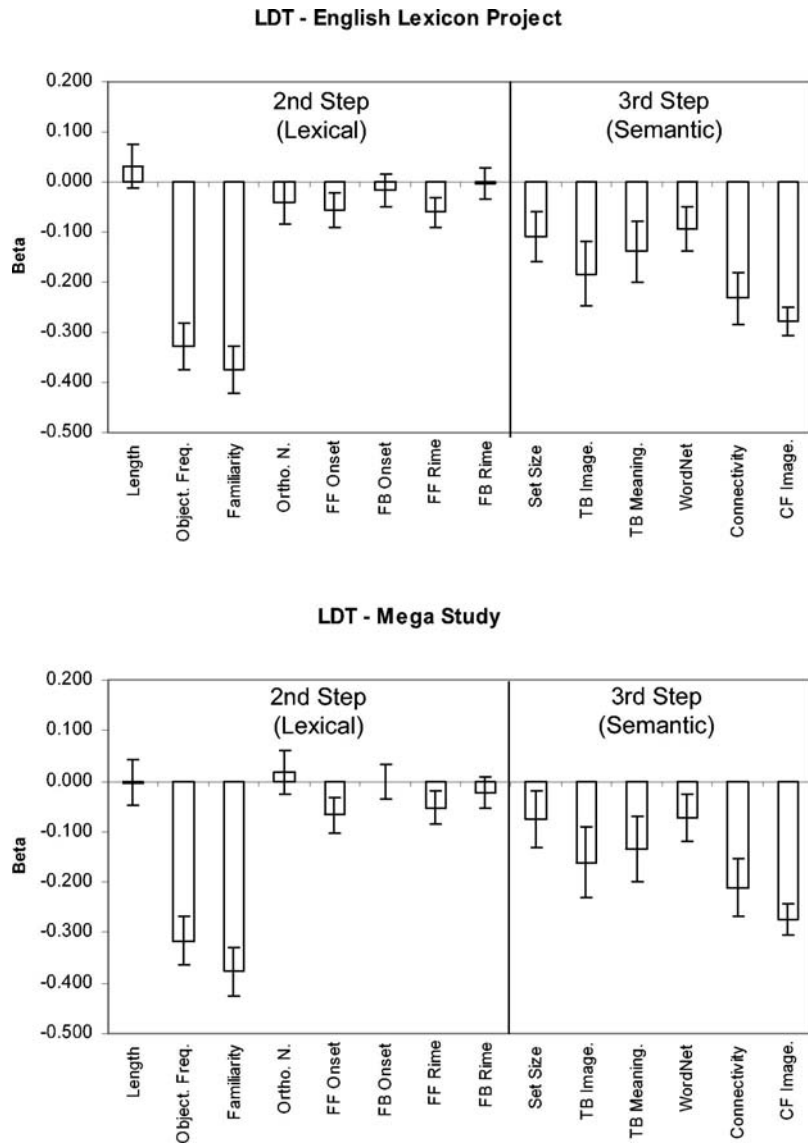 LDT - English Lexicon Project
0.200
0.100
0.000
-0.100
-0.200
-0.300
-0.400
-0.500
Beta
2nd Step
(Lexical)
3rd Step
(Semantic)
Length
Object. Freq.
Familiarity
Ortho. N.
FF Onset
FB Onset
FF Rime
FB Rime
Set Size
TB Image.
TB Meaning.
WordNet
Connectivity
CF Image.
LDT - Mega Study
0.200
0.100
0.000
-0.100
-0.200
-0.300
-0.400
-0.500
Beta
2nd Step
(Lexical)
3rd Step
(Semantic)
Length
Object. Freq.
Familiarity
Ortho. N.
FF Onset
FB Onset
FF Rime
FB Rime
Set Size
TB Image.
TB Meaning.
WordNet
Connectivity
CF Image.